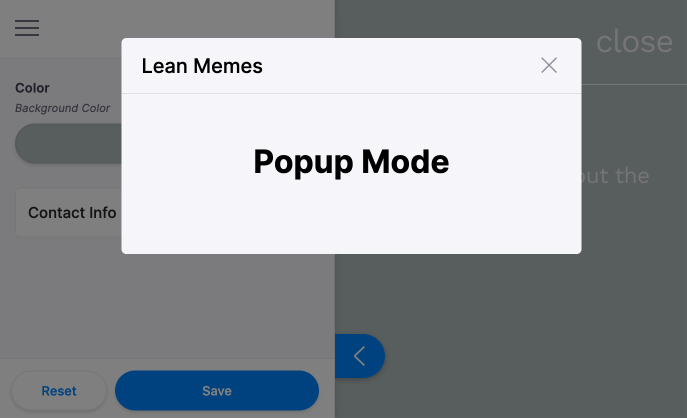 close
Lean Memes
Color
Background Color
Popup Mode
out the
Contact Info
Reset
Save